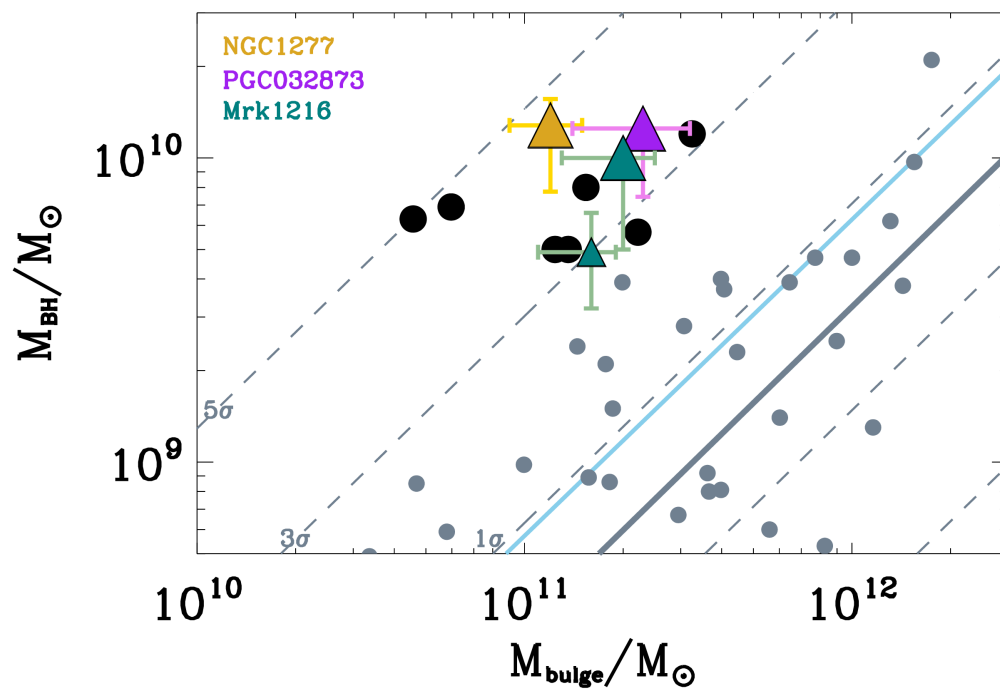 NGC1277
PGC032873
Mrk1216
10¹⁰
10⁹
M_BH/M_⊙
5σ
3σ
1σ
10¹⁰
10¹¹
10¹²
M_bulge/M_⊙